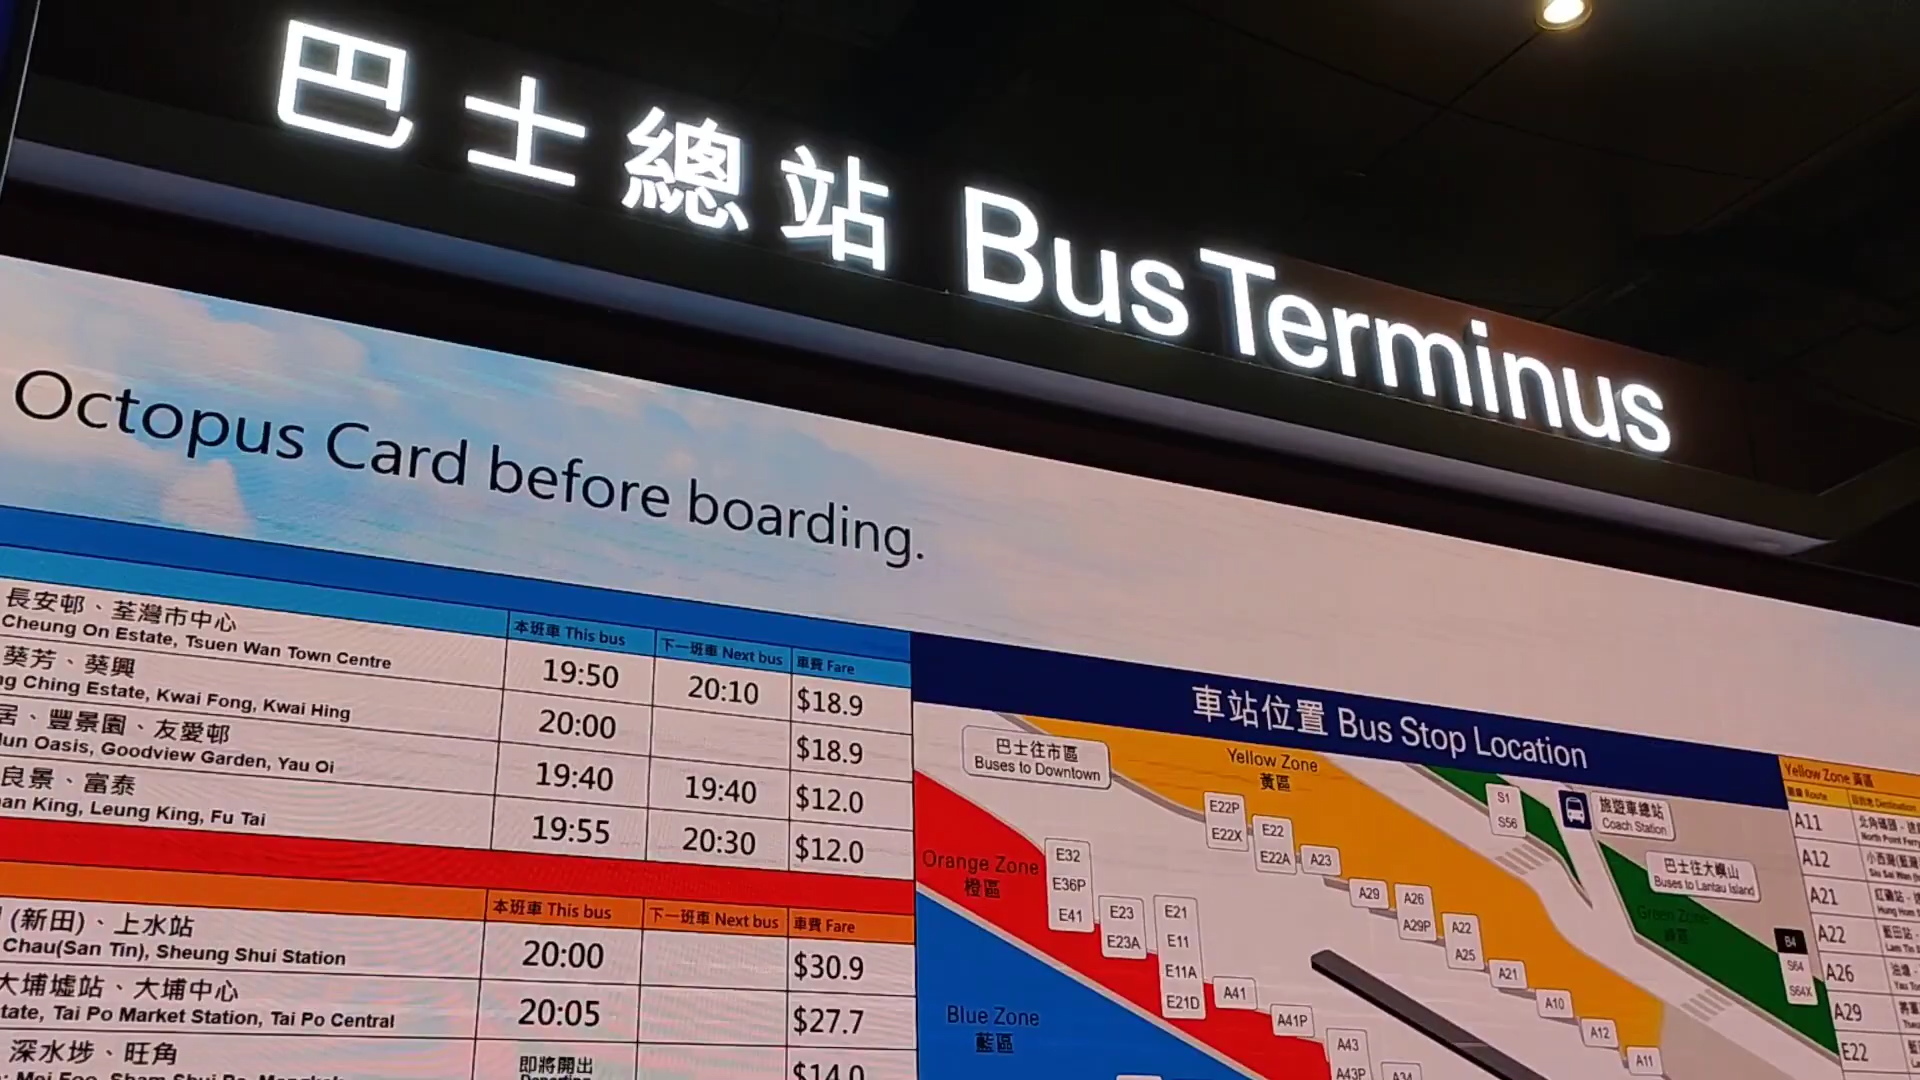 巴士總站 Bus Terminus
Octopus Card before boarding.
本班車 This bus 下一班車 Next bus 車費 Fare
長安邨、荃灣市中心
Cheung On Estate, Tsuen Wan Town Centre
19:50 20:10 $18.9
葵芳、葵興
Ching Estate, Kwai Fong, Kwai Hing
20:00 $18.9
居、豐景園、友愛邨
Oasis, Goodview Garden, Yau Oi
19:40 19:40 $12.0
良景、富泰
King, Leung King, Fu Tai
19:55 20:30 $12.0
本班車 This bus 下一班車 Next bus 車費 Fare
(新田)、上水站
Chau(San Tin), Sheung Shui Station
20:00 $30.9
大埔墟站、大埔中心
Tai Po Market Station, Tai Po Central
20:05 $27.7
深水埗、旺角
即將開出
$14.0
車站位置 Bus Stop Location
巴士往市區
Buses to Downtown
Yellow Zone
黃區
Orange Zone
橙區
Blue Zone
藍區
Green Zone
綠區
旅遊車總站
Coach Station
巴士往大嶼山
Buses to Lantau Island
S1
S56
E22P
E22X
E22
E22A
A23
A29
A26
A29P
A22
A25
A21
A10
A12
A11
E32
E36P
E41
E23
E23A
E21
E11
E11A
E21D
A41
A41P
A43
A43P
A34
B4
S64
S64X
Yellow Zone 黃區
A11
A12
A21
A22
A26
A29
E22